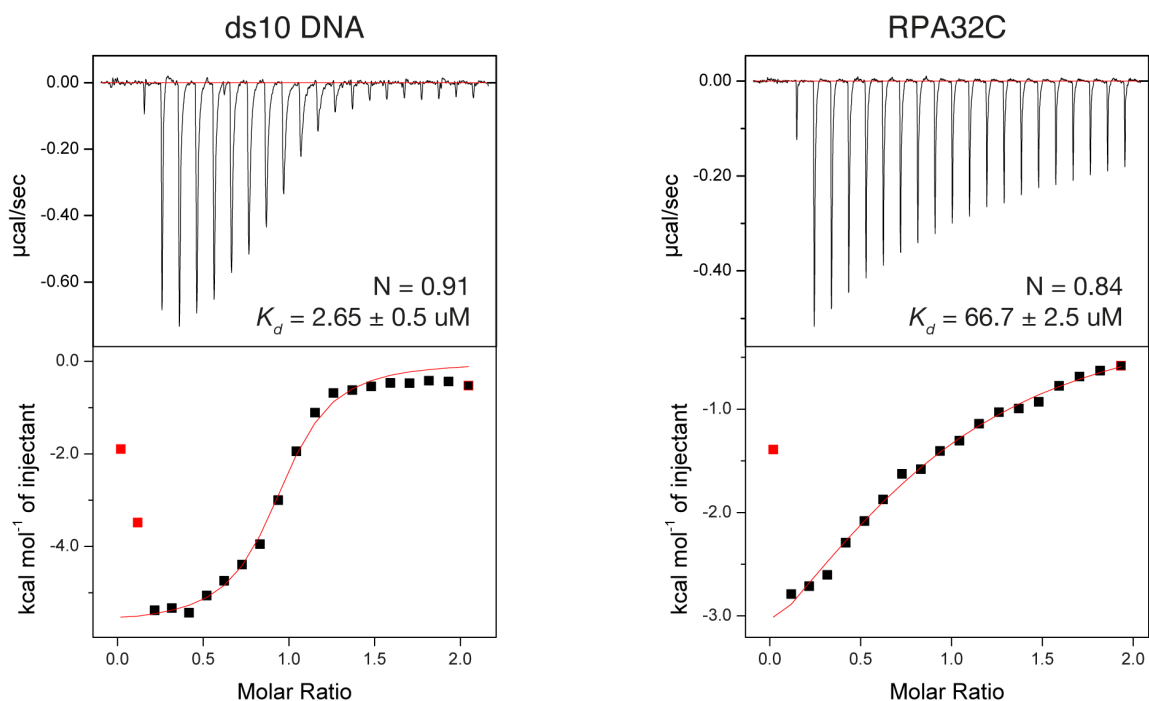 ds10 DNA
0.00
-0.20
-0.40
-0.60
µcal/sec
N = 0.91
Kd = 2.65 ± 0.5 uM
0.0
-2.0
-4.0
kcal mol⁻¹ of injectant
0.0 0.5 1.0 1.5 2.0
Molar Ratio
RPA32C
0.00
-0.20
-0.40
µcal/sec
N = 0.84
Kd = 66.7 ± 2.5 uM
-1.0
-2.0
-3.0
kcal mol⁻¹ of injectant
0.0 0.5 1.0 1.5 2.0
Molar Ratio